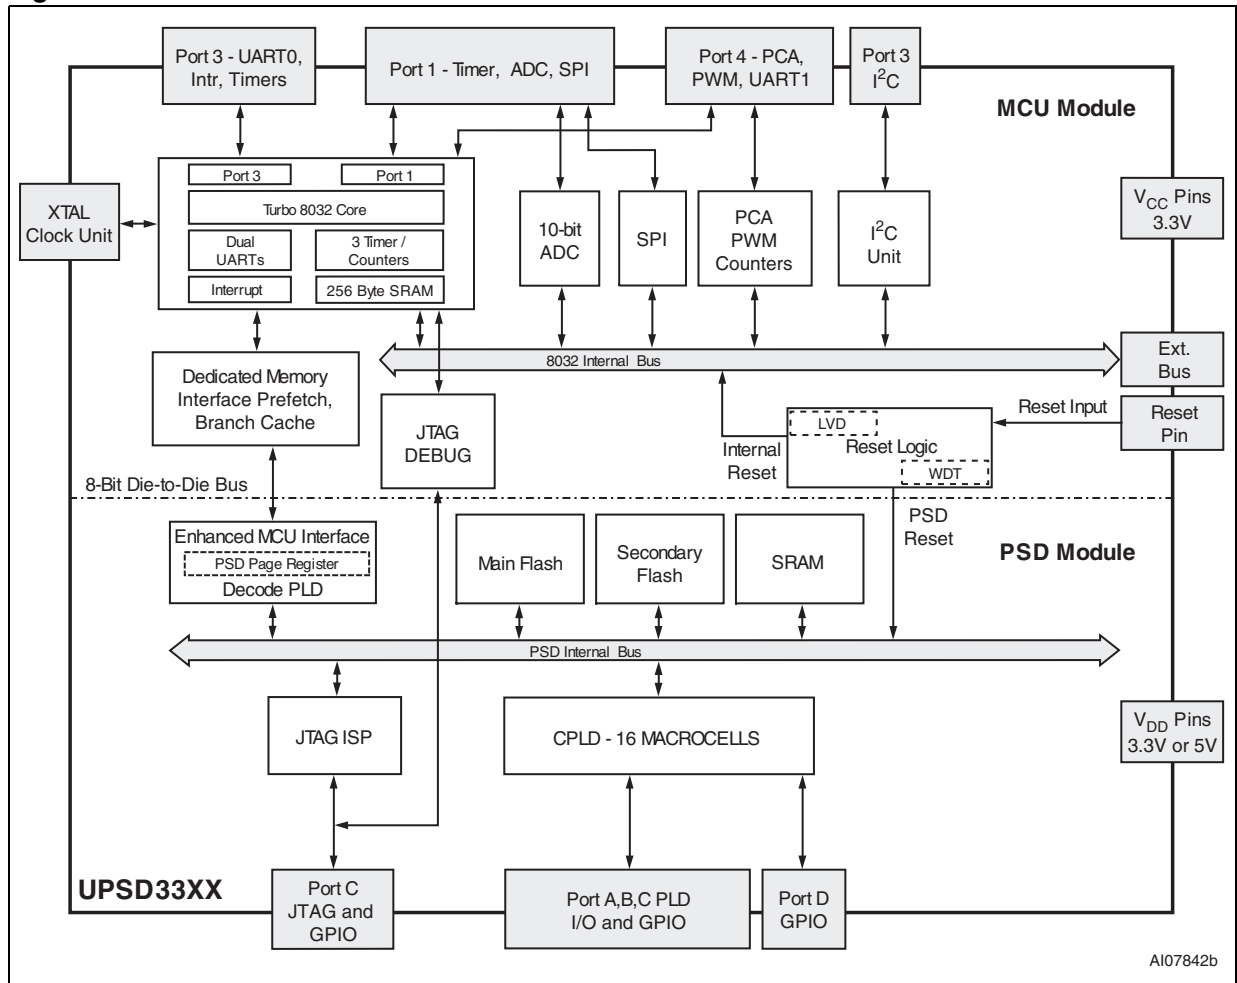 Port 3 - UART0,
Intr, Timers
Port 1 - Timer, ADC, SPI
Port 4 - PCA,
PWM, UART1
Port 3
I2C
MCU Module
XTAL
Clock Unit
Port 3
Port 1
Turbo 8032 Core
Dual
UARTs
3 Timer /
Counters
Interrupt
256 Byte SRAM
10-bit
ADC
SPI
PCA
PWM
Counters
I2C
Unit
VCC Pins
3.3V
8032 Internal Bus
Ext.
Bus
Dedicated Memory
Interface Prefetch,
Branch Cache
JTAG
DEBUG
Internal
Reset
LVD
Reset Logic
WDT
Reset Input
Reset
Pin
8-Bit Die-to-Die Bus
PSD
Reset
PSD Module
Enhanced MCU Interface
PSD Page Register
Decode PLD
Main Flash
Secondary
Flash
SRAM
PSD Internal Bus
JTAG ISP
CPLD - 16 MACROCELLS
VDD Pins
3.3V or 5V
UPSD33XX
Port C
JTAG and
GPIO
Port A,B,C PLD
I/O and GPIO
Port D
GPIO
AI07842b